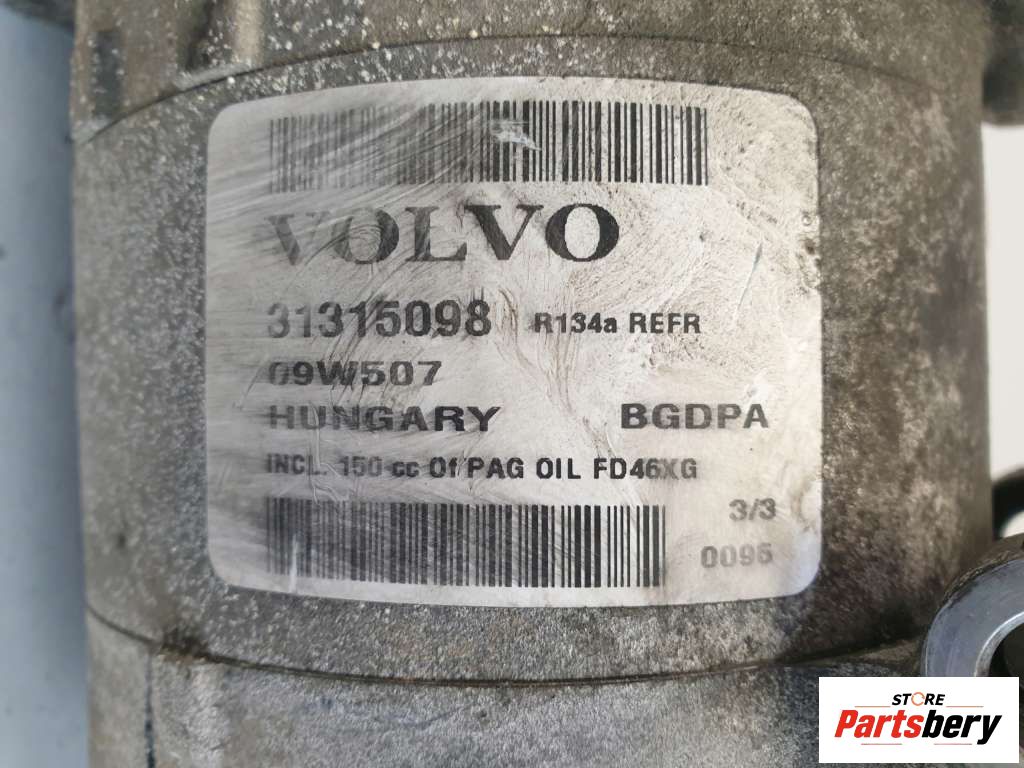 VOLVO
31315098 R134a REFR
09W507
HUNGARY BGDPA
INCL. 150 cc Of PAG OIL FD46XG
3/3
0095
STORE
Partsbery